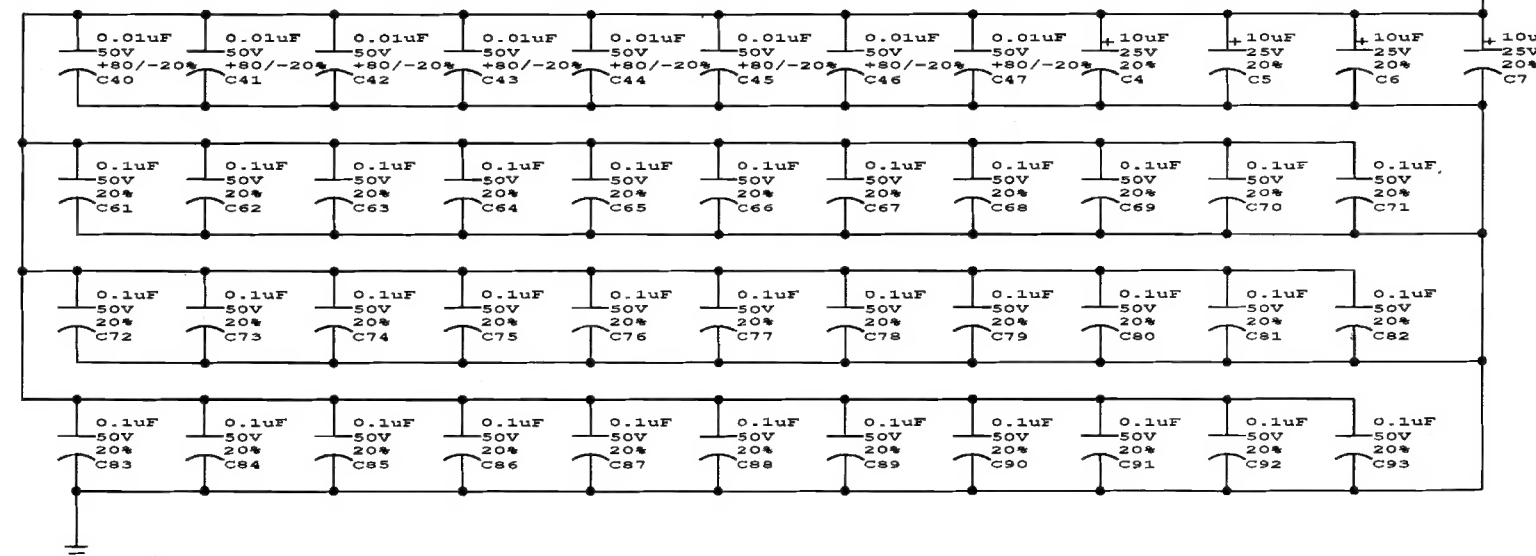 0.01uF 0.01uF 0.01uF 0.01uF 0.01uF 0.01uF 0.01uF 0.01uF + 10uF + 10uF + 10uF + 10u
50V 50V 50V 50V 50V 50V 50V 50V 25V 25V 25V 25V
+80/-20% +80/-20% +80/-20% +80/-20% +80/-20% +80/-20% +80/-20% +80/-20% 20% 20% 20% 20%
C40 C41 C42 C43 C44 C45 C46 C47 C4 C5 C6 C7
0.1uF 0.1uF 0.1uF 0.1uF 0.1uF 0.1uF 0.1uF 0.1uF 0.1uF 0.1uF 0.1uF
50V 50V 50V 50V 50V 50V 50V 50V 50V 50V 50V
20% 20% 20% 20% 20% 20% 20% 20% 20% 20% 20%
C61 C62 C63 C64 C65 C66 C67 C68 C69 C70 C71
0.1uF 0.1uF 0.1uF 0.1uF 0.1uF 0.1uF 0.1uF 0.1uF 0.1uF 0.1uF 0.1uF
50V 50V 50V 50V 50V 50V 50V 50V 50V 50V 50V
20% 20% 20% 20% 20% 20% 20% 20% 20% 20% 20%
C72 C73 C74 C75 C76 C77 C78 C79 C80 C81 C82
0.1uF 0.1uF 0.1uF 0.1uF 0.1uF 0.1uF 0.1uF 0.1uF 0.1uF 0.1uF 0.1uF
50V 50V 50V 50V 50V 50V 50V 50V 50V 50V 50V
20% 20% 20% 20% 20% 20% 20% 20% 20% 20% 20%
C83 C84 C85 C86 C87 C88 C89 C90 C91 C92 C93